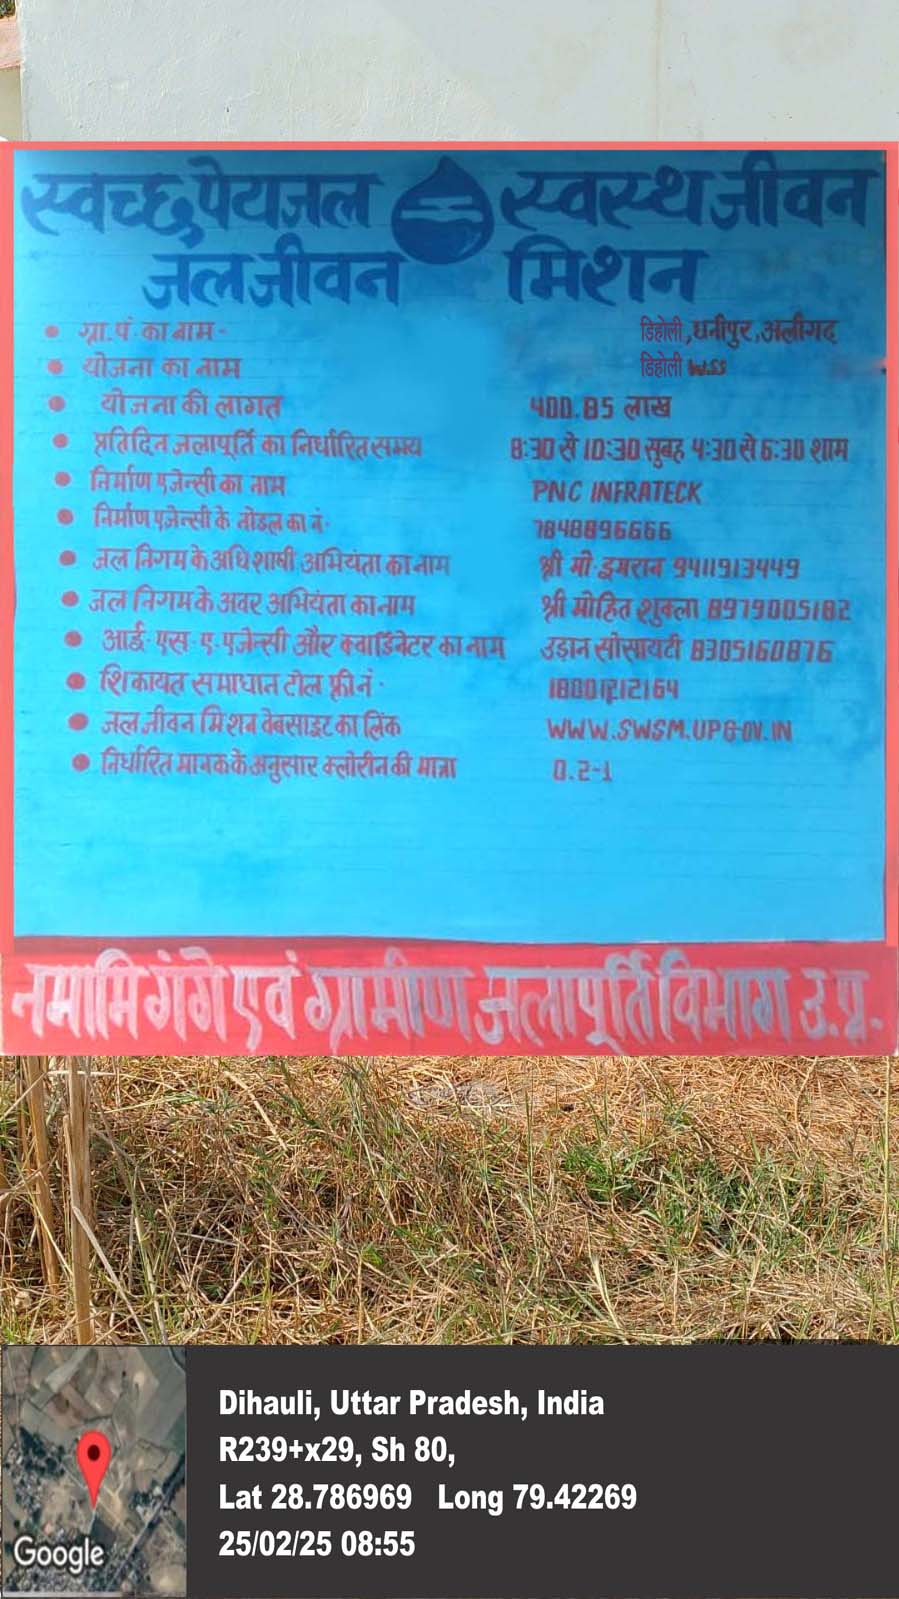 स्वच्छ पेयजल स्वस्थ जीवन
जल जीवन मिशन
ग्रा.पं. का नाम - डिहोली, धनीपुर, अलीगढ
योजना का नाम डिहोली W.SS
योजना की लागत 400.85 लाख
प्रतिदिन जलापूर्ति का निर्धारित समय 8:30 से 10:30 सुबह 4:30 से 6:30 शाम
निर्माण एजेन्सी का नाम PNC INFRATECK
निर्माण एजेन्सी के नोडल का नं. 7848896666
जल निगम के अधिशाषी अभियंता का नाम श्री मो. इमरान 9411913449
जल निगम के अवर अभियंता का नाम श्री मोहित शुक्ला 8979005182
आई. एस. ए. एजेन्सी और क्वार्डिनेटर का नाम उड़ान सोसायटी 8305160876
शिकायत समाधान टोल फ्री नं. 18001212164
जल जीवन मिशन वेबसाइट का लिंक WWW.SWSM.UPGOV.IN
निर्धारित मानक के अनुसार क्लोरीन की मात्रा 0.2-1
नमामि गंगे एवं ग्रामीण जलापूर्ति विभाग उ.प्र.
Dihauli, Uttar Pradesh, India
R239+x29, Sh 80,
Lat 28.786969 Long 79.42269
25/02/25 08:55
Google